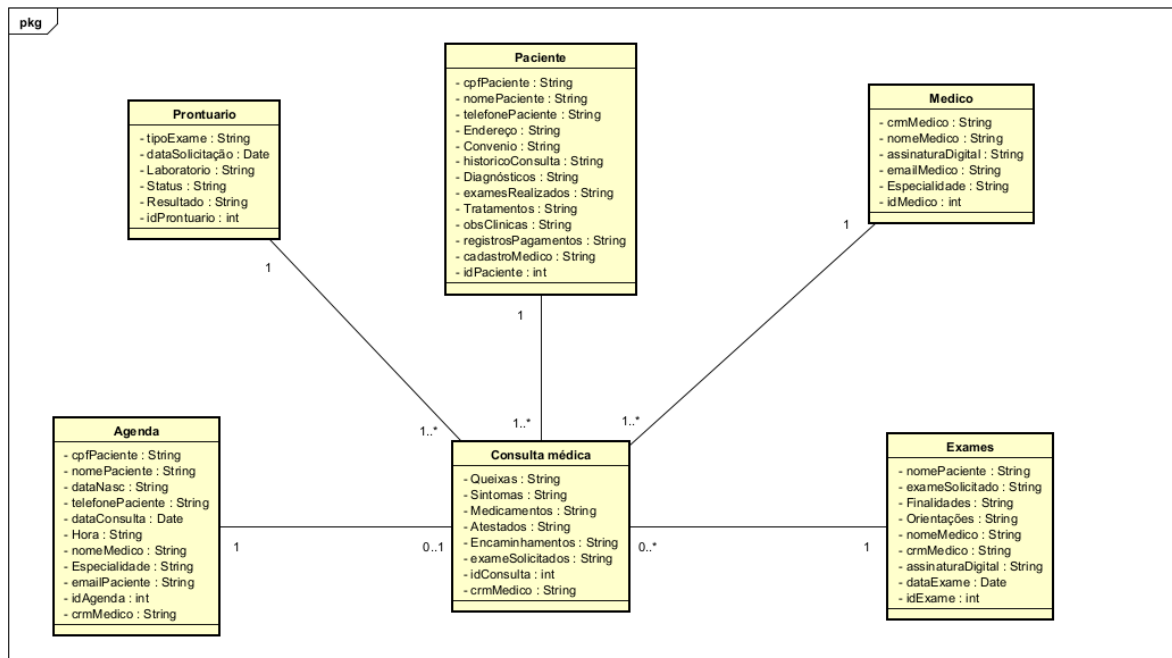 pkg
Paciente
- cpfPaciente : String
- nomePaciente : String
- telefonePaciente : String
- Endereço : String
- Convenio : String
- historicoConsulta : String
- Diagnósticos : String
- examesRealizados : String
- Tratamentos : String
- obsClinicas : String
- registrosPagamentos : String
- cadastroMedico : String
- idPaciente : int
Prontuario
- tipoExame : String
- dataSolicitação : Date
- Laboratorio : String
- Status : String
- Resultado : String
- idProntuario : int
Medico
- crmMedico : String
- nomeMedico : String
- assinaturaDigital : String
- emailMedico : String
- Especialidade : String
- idMedico : int
1
1
1
1..*
1..*
1..*
Agenda
- cpfPaciente : String
- nomePaciente : String
- dataNasc : String
- telefonePaciente : String
- dataConsulta : Date
- Hora : String
- nomeMedico : String
- Especialidade : String
- emailPaciente : String
- idAgenda : int
- crmMedico : String
1
0..1
Consulta médica
- Queixas : String
- Sintomas : String
- Medicamentos : String
- Atestados : String
- Encaminhamentos : String
- exameSolicitados : String
- idConsulta : int
- crmMedico : String
0..*
1
Exames
- nomePaciente : String
- exameSolicitado : String
- Finalidades : String
- Orientações : String
- nomeMedico : String
- crmMedico : String
- assinaturaDigital : String
- dataExame : Date
- idExame : int